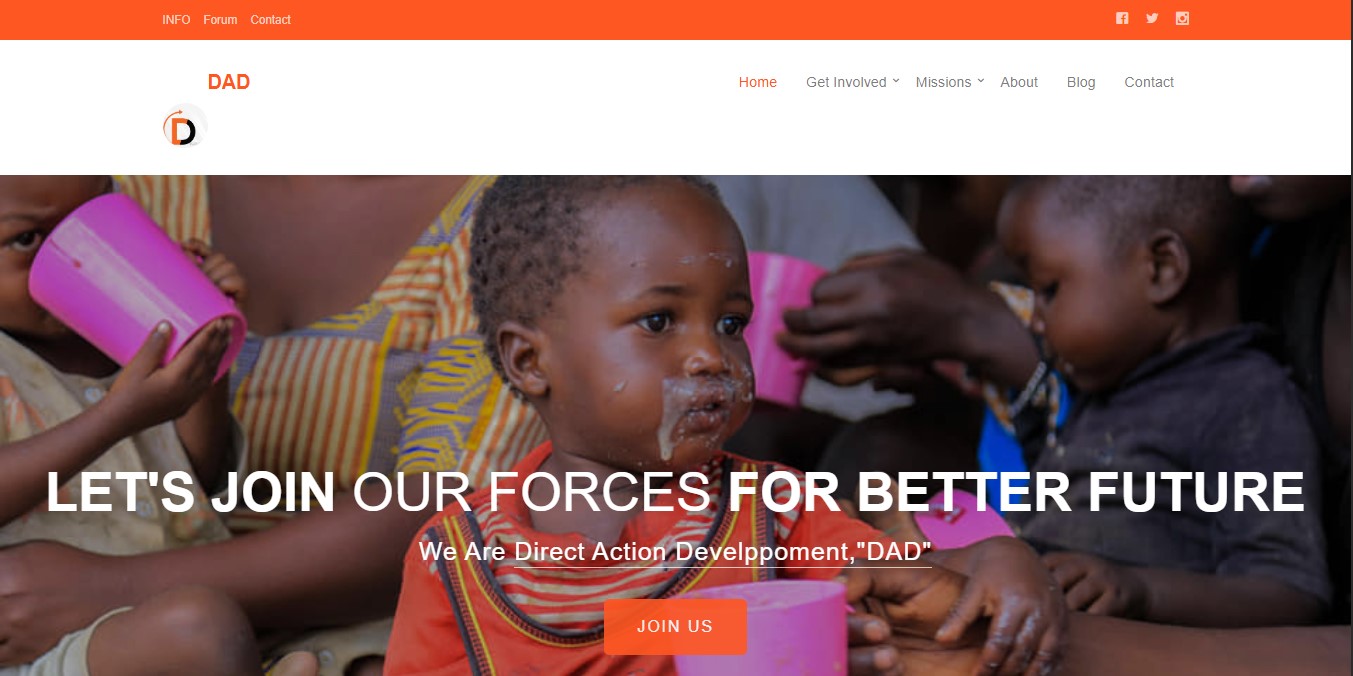 INFO Forum Contact
DAD
Home Get Involved Missions About Blog Contact
D
LET'S JOIN OUR FORCES FOR BETTER FUTURE
We Are Direct Action Develppoment,"DAD"
JOIN US